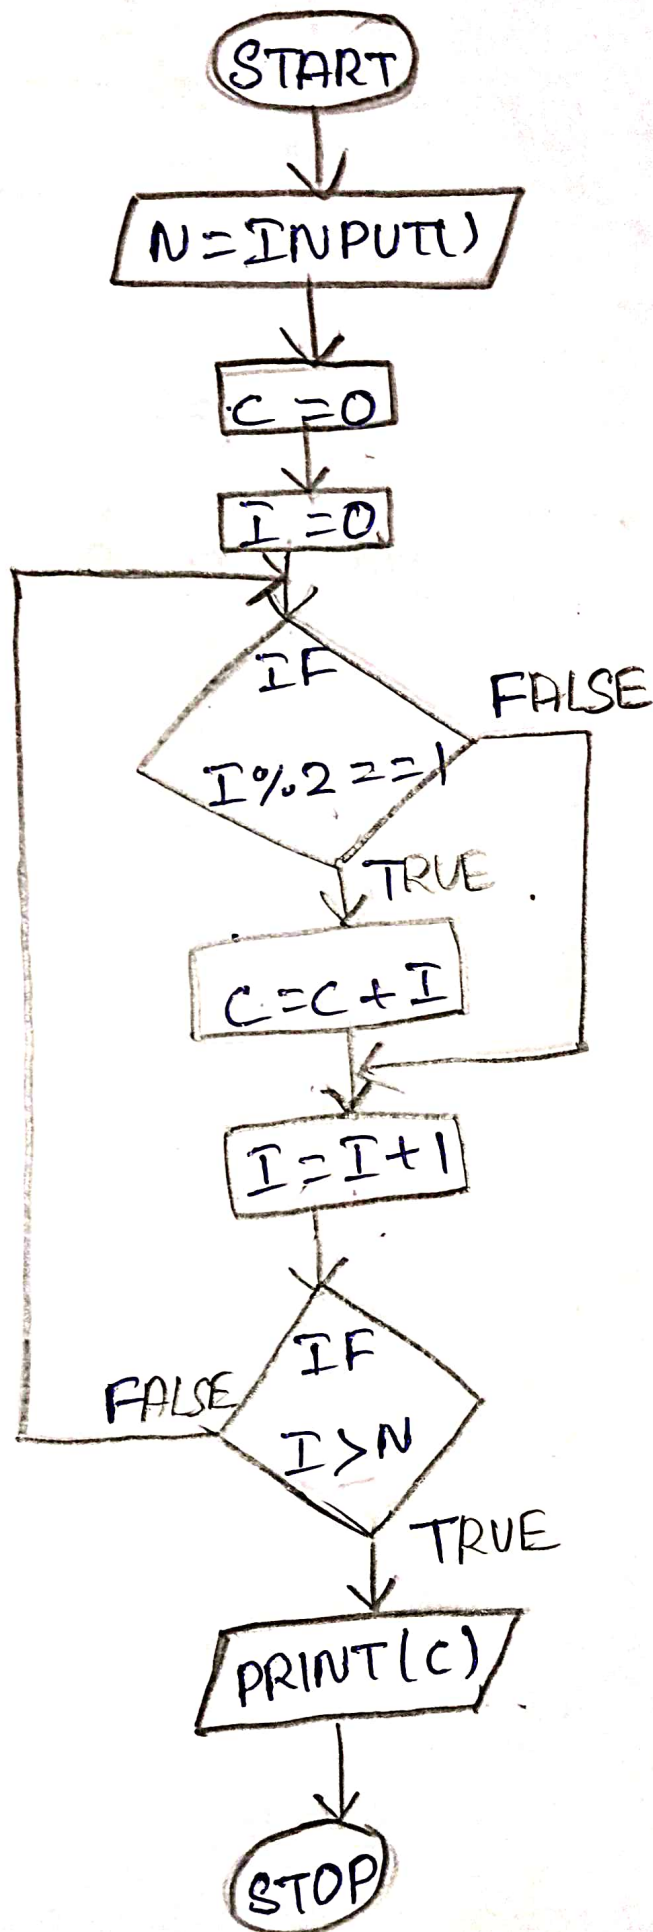 START
N=INPUT()
C=0
I=0
IF
FALSE
I%2==1
TRUE
C=C+I
I=I+1
IF
FALSE
I>N
TRUE
PRINT(C)
STOP